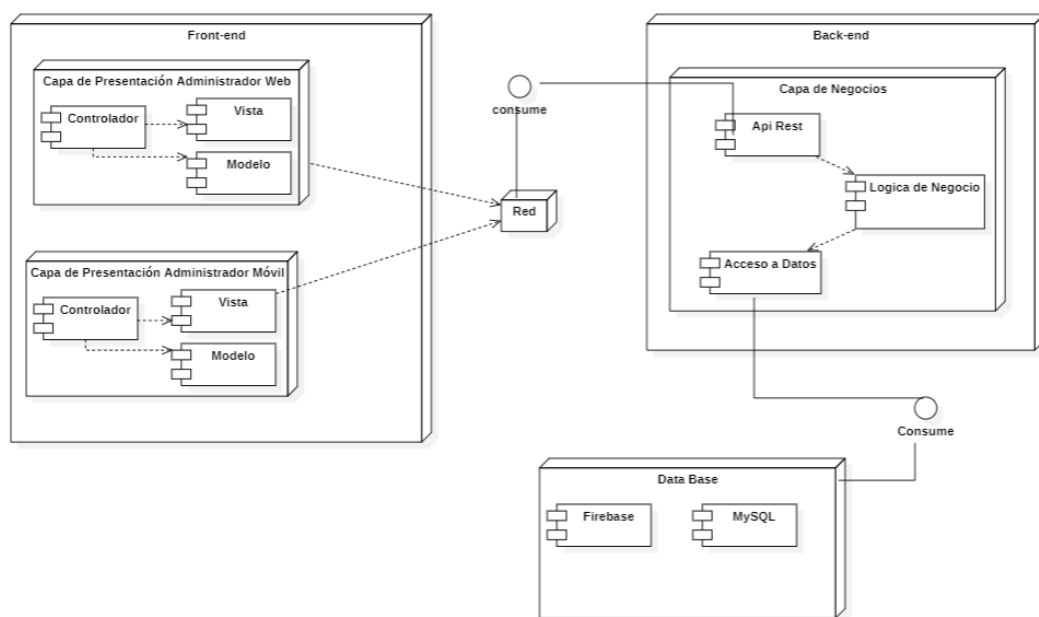 Front-end
Capa de Presentación Administrador Web
Controlador
Vista
Modelo
Capa de Presentación Administrador Móvil
Controlador
Vista
Modelo
consume
Red
Back-end
Capa de Negocios
Api Rest
Logica de Negocio
Acceso a Datos
Consume
Data Base
Firebase
MySQL